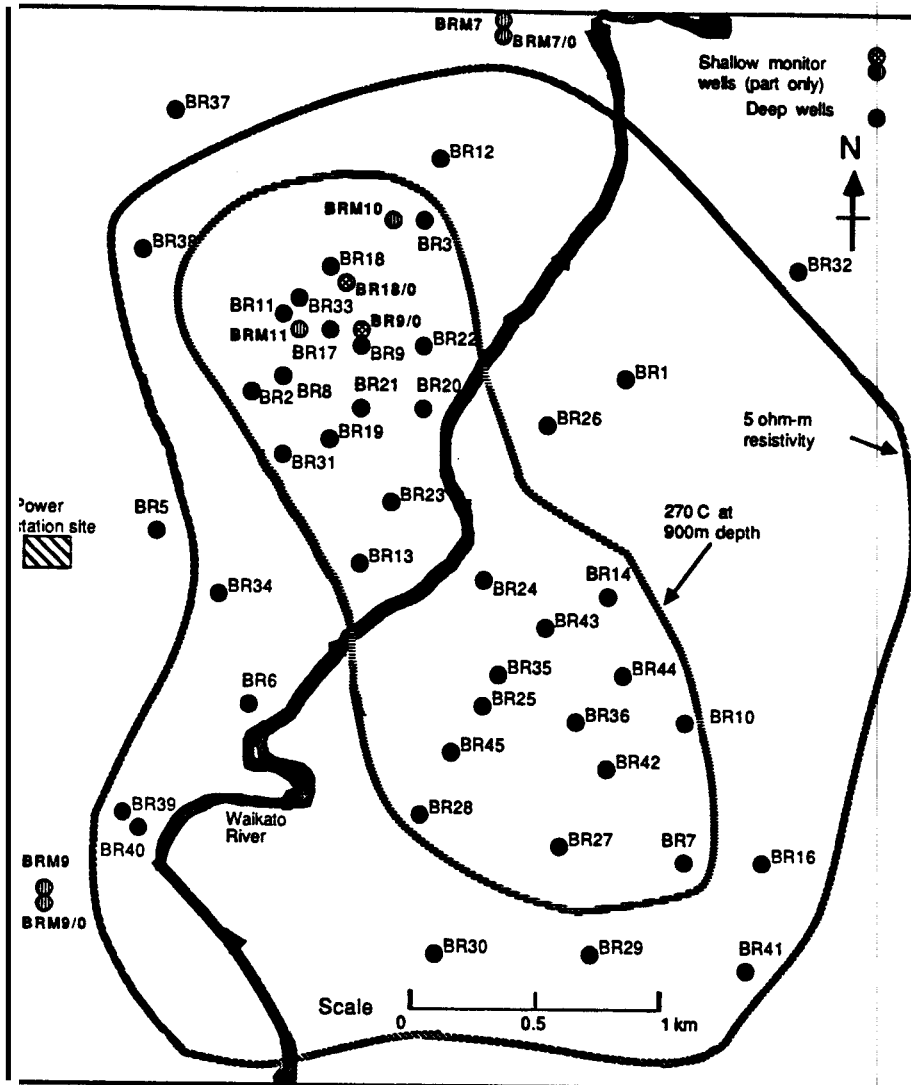 BRM7
BRM7/0
Shallow monitor
wells (part only)
Deep wells
BR37
N
BR12
BRM10
BR3
BR38
BR18
BR32
BR18/0
BR11
BR33
BR9/0
BRM11
BR17
BR9
BR22
BR1
BR2
BR8
BR21
BR20
BR26
5 ohm-m
resistivity
BR19
BR31
BR23
BR5
Power
station site
270 C at
900m depth
BR13
BR24
BR14
BR34
BR43
BR35
BR44
BR6
BR25
BR36
BR10
BR45
BR42
BR39
Waikato
River
BR28
BR40
BR27
BR7
BR16
BRM9
BRM9/0
BR30
BR29
BR41
Scale
0
0.5
1 km